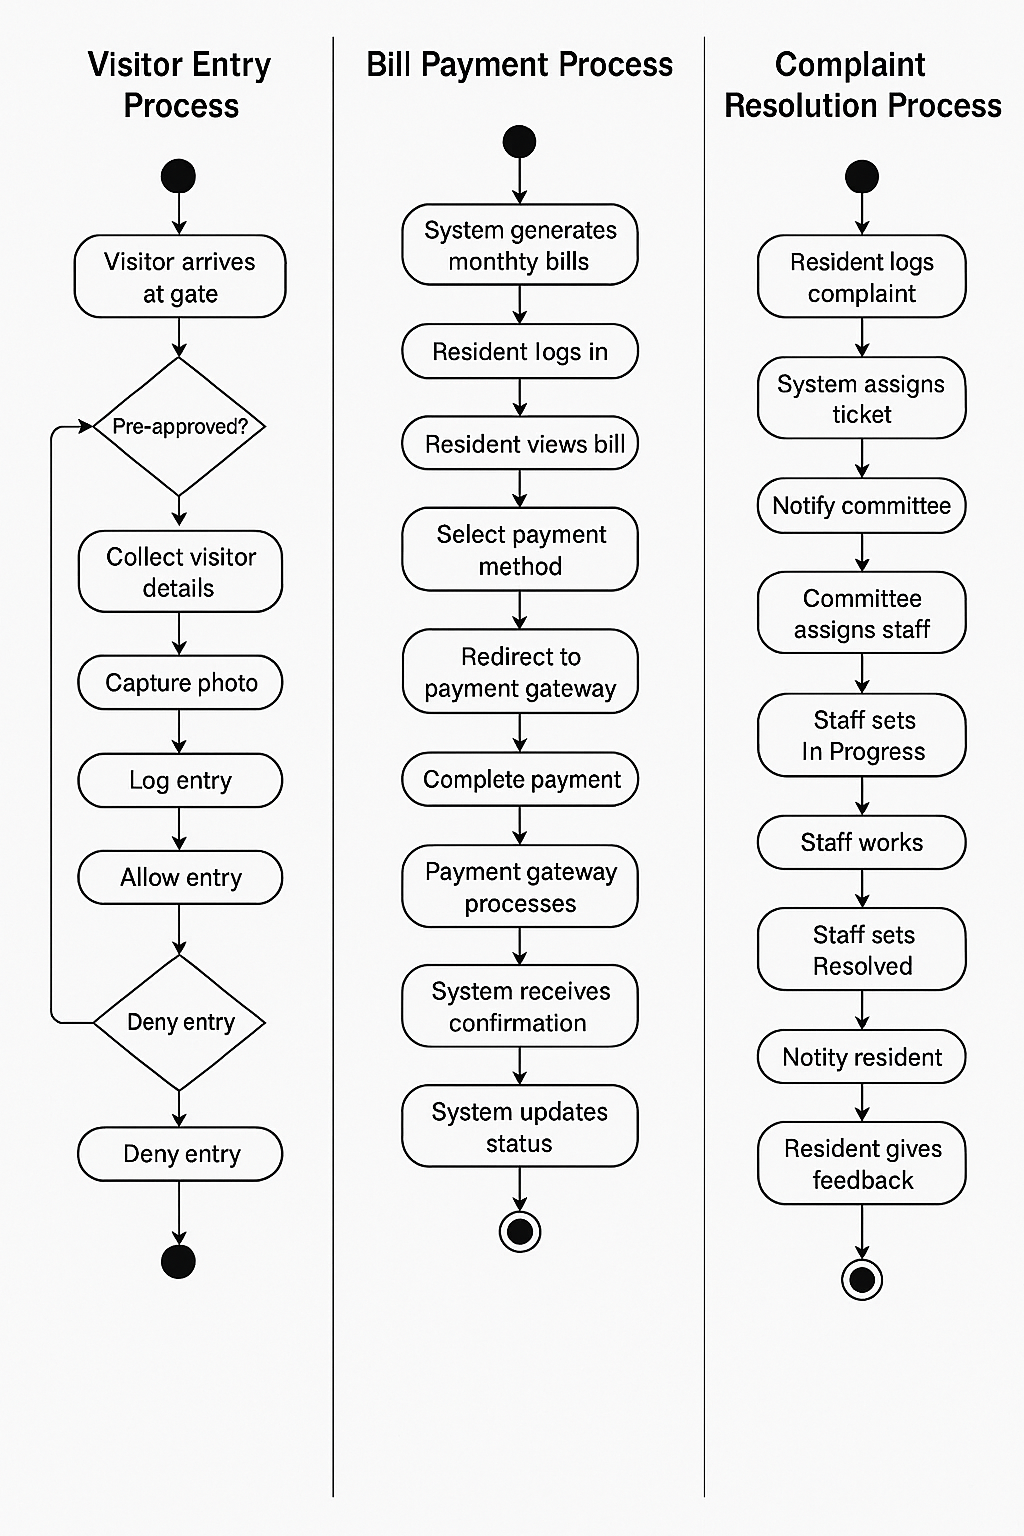 Visitor Entry
Process
Visitor arrives
at gate
Pre-approved?
Collect visitor
details
Capture photo
Log entry
Allow entry
Deny entry
Deny entry
Bill Payment Process
System generates
monthty bills
Resident logs in
Resident views bill
Select payment
method
Redirect to
payment gateway
Complete payment
Payment gateway
processes
System receives
confirmation
System updates
status
Complaint
Resolution Process
Resident logs
complaint
System assigns
ticket
Notify committee
Committee
assigns staff
Staff sets
In Progress
Staff works
Staff sets
Resolved
Notity resident
Resident gives
feedback